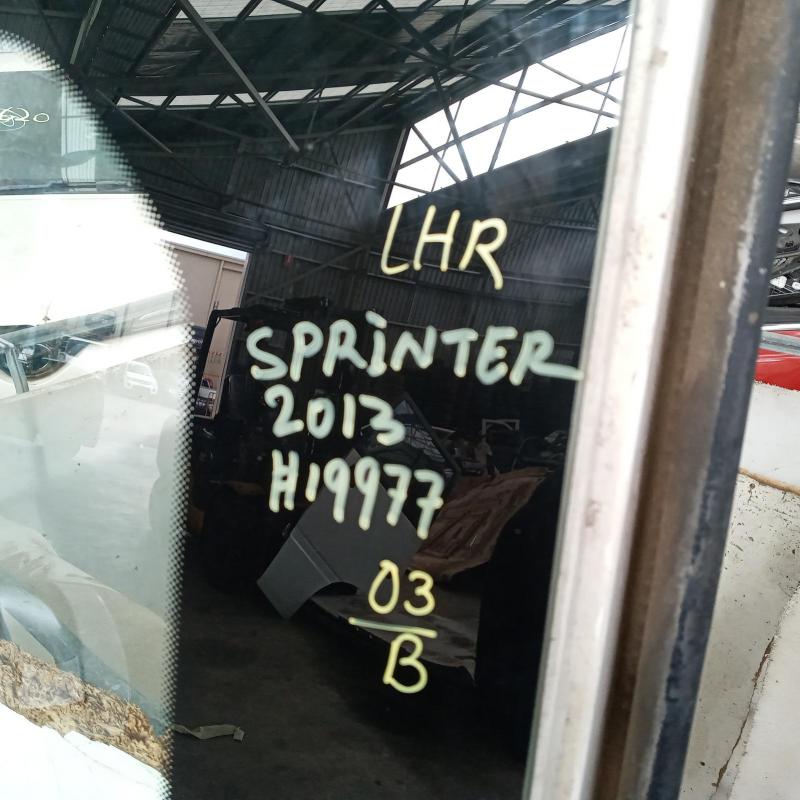 LHR
SPRiNTER
2013
H19977
03
B